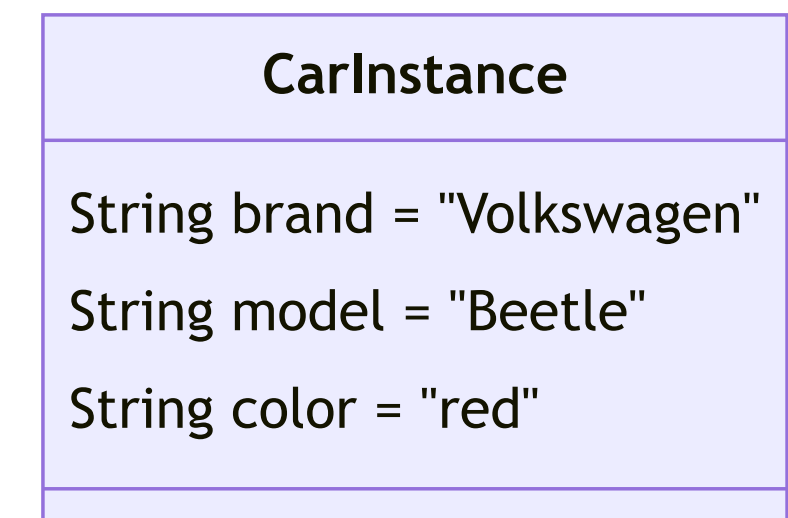 CarInstance
String brand = "Volkswagen"
String model = "Beetle"
String color = "red"